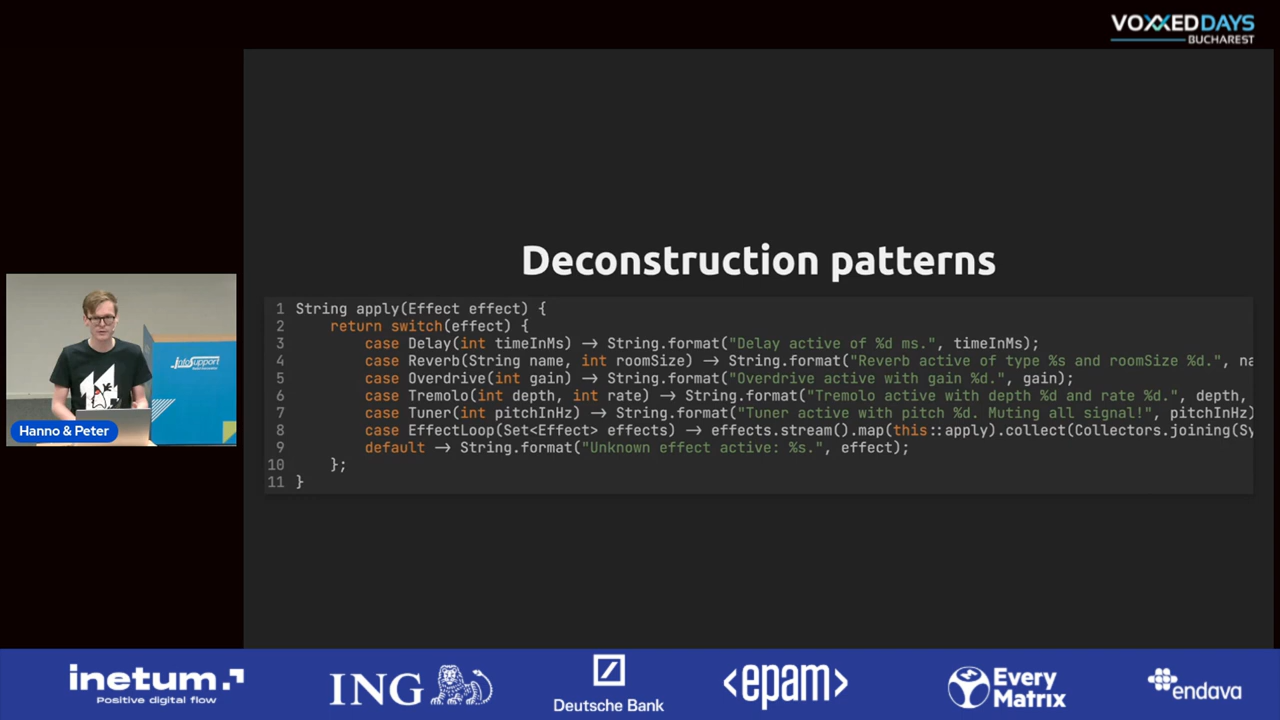 VOXXED DAYS
BUCHAREST
Deconstruction patterns
1 String apply(Effect effect) {
2 return switch(effect) {
3 case Delay(int timeInMs) → String.format("Delay active of %d ms.", timeInMs);
4 case Reverb(String name, int roomSize) → String.format("Reverb active of type %s and roomSize %d.", na
5 case Overdrive(int gain) → String.format("Overdrive active with gain %d.", gain);
6 case Tremolo(int depth, int rate) → String.format("Tremolo active with depth %d and rate %d.", depth,
7 case Tuner(int pitchInHz) → String.format("Tuner active with pitch %d. Muting all signal!", pitchInHz)
8 case EffectLoop(Set<Effect> effects) → effects.stream().map(this::apply).collect(Collectors.joining(Sy
9 default → String.format("Unknown effect active: %s.", effect);
10 };
11 }
infoSupport
Hanno & Peter
inetum.
Positive digital flow
ING
Deutsche Bank
<epam>
Every
Matrix
endava